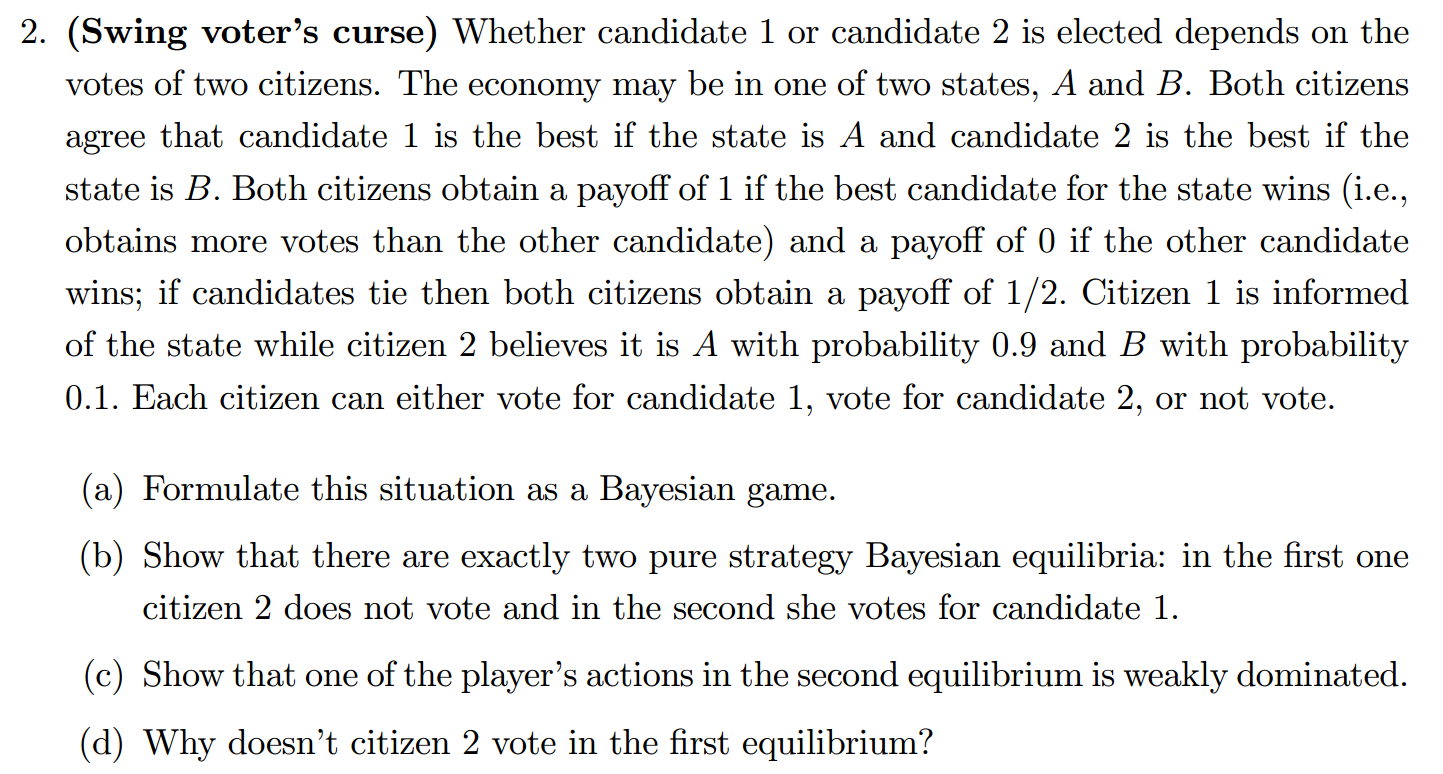 2. (Swing voter's curse) Whether candidate 1 or candidate 2 is elected depends on the
votes of two citizens. The economy may be in one of two states, A and B. Both citizens
agree that candidate 1 is the best if the state is A and candidate 2 is the best if the
state is B. Both citizens obtain a payoff of 1 if the best candidate for the state wins (i.e.,
obtains more votes than the other candidate) and a payoff of 0 if the other candidate
wins; if candidates tie then both citizens obtain a payoff of 1/2. Citizen 1 is informed
of the state while citizen 2 believes it is A with probability 0.9 and B with probability
0.1. Each citizen can either vote for candidate 1, vote for candidate 2, or not vote.
(a) Formulate this situation as a Bayesian game.
(b) Show that there are exactly two pure strategy Bayesian equilibria: in the first one
citizen 2 does not vote and in the second she votes for candidate 1.
(c) Show that one of the player's actions in the second equilibrium is weakly dominated.
(d) Why doesn't citizen 2 vote in the first equilibrium?